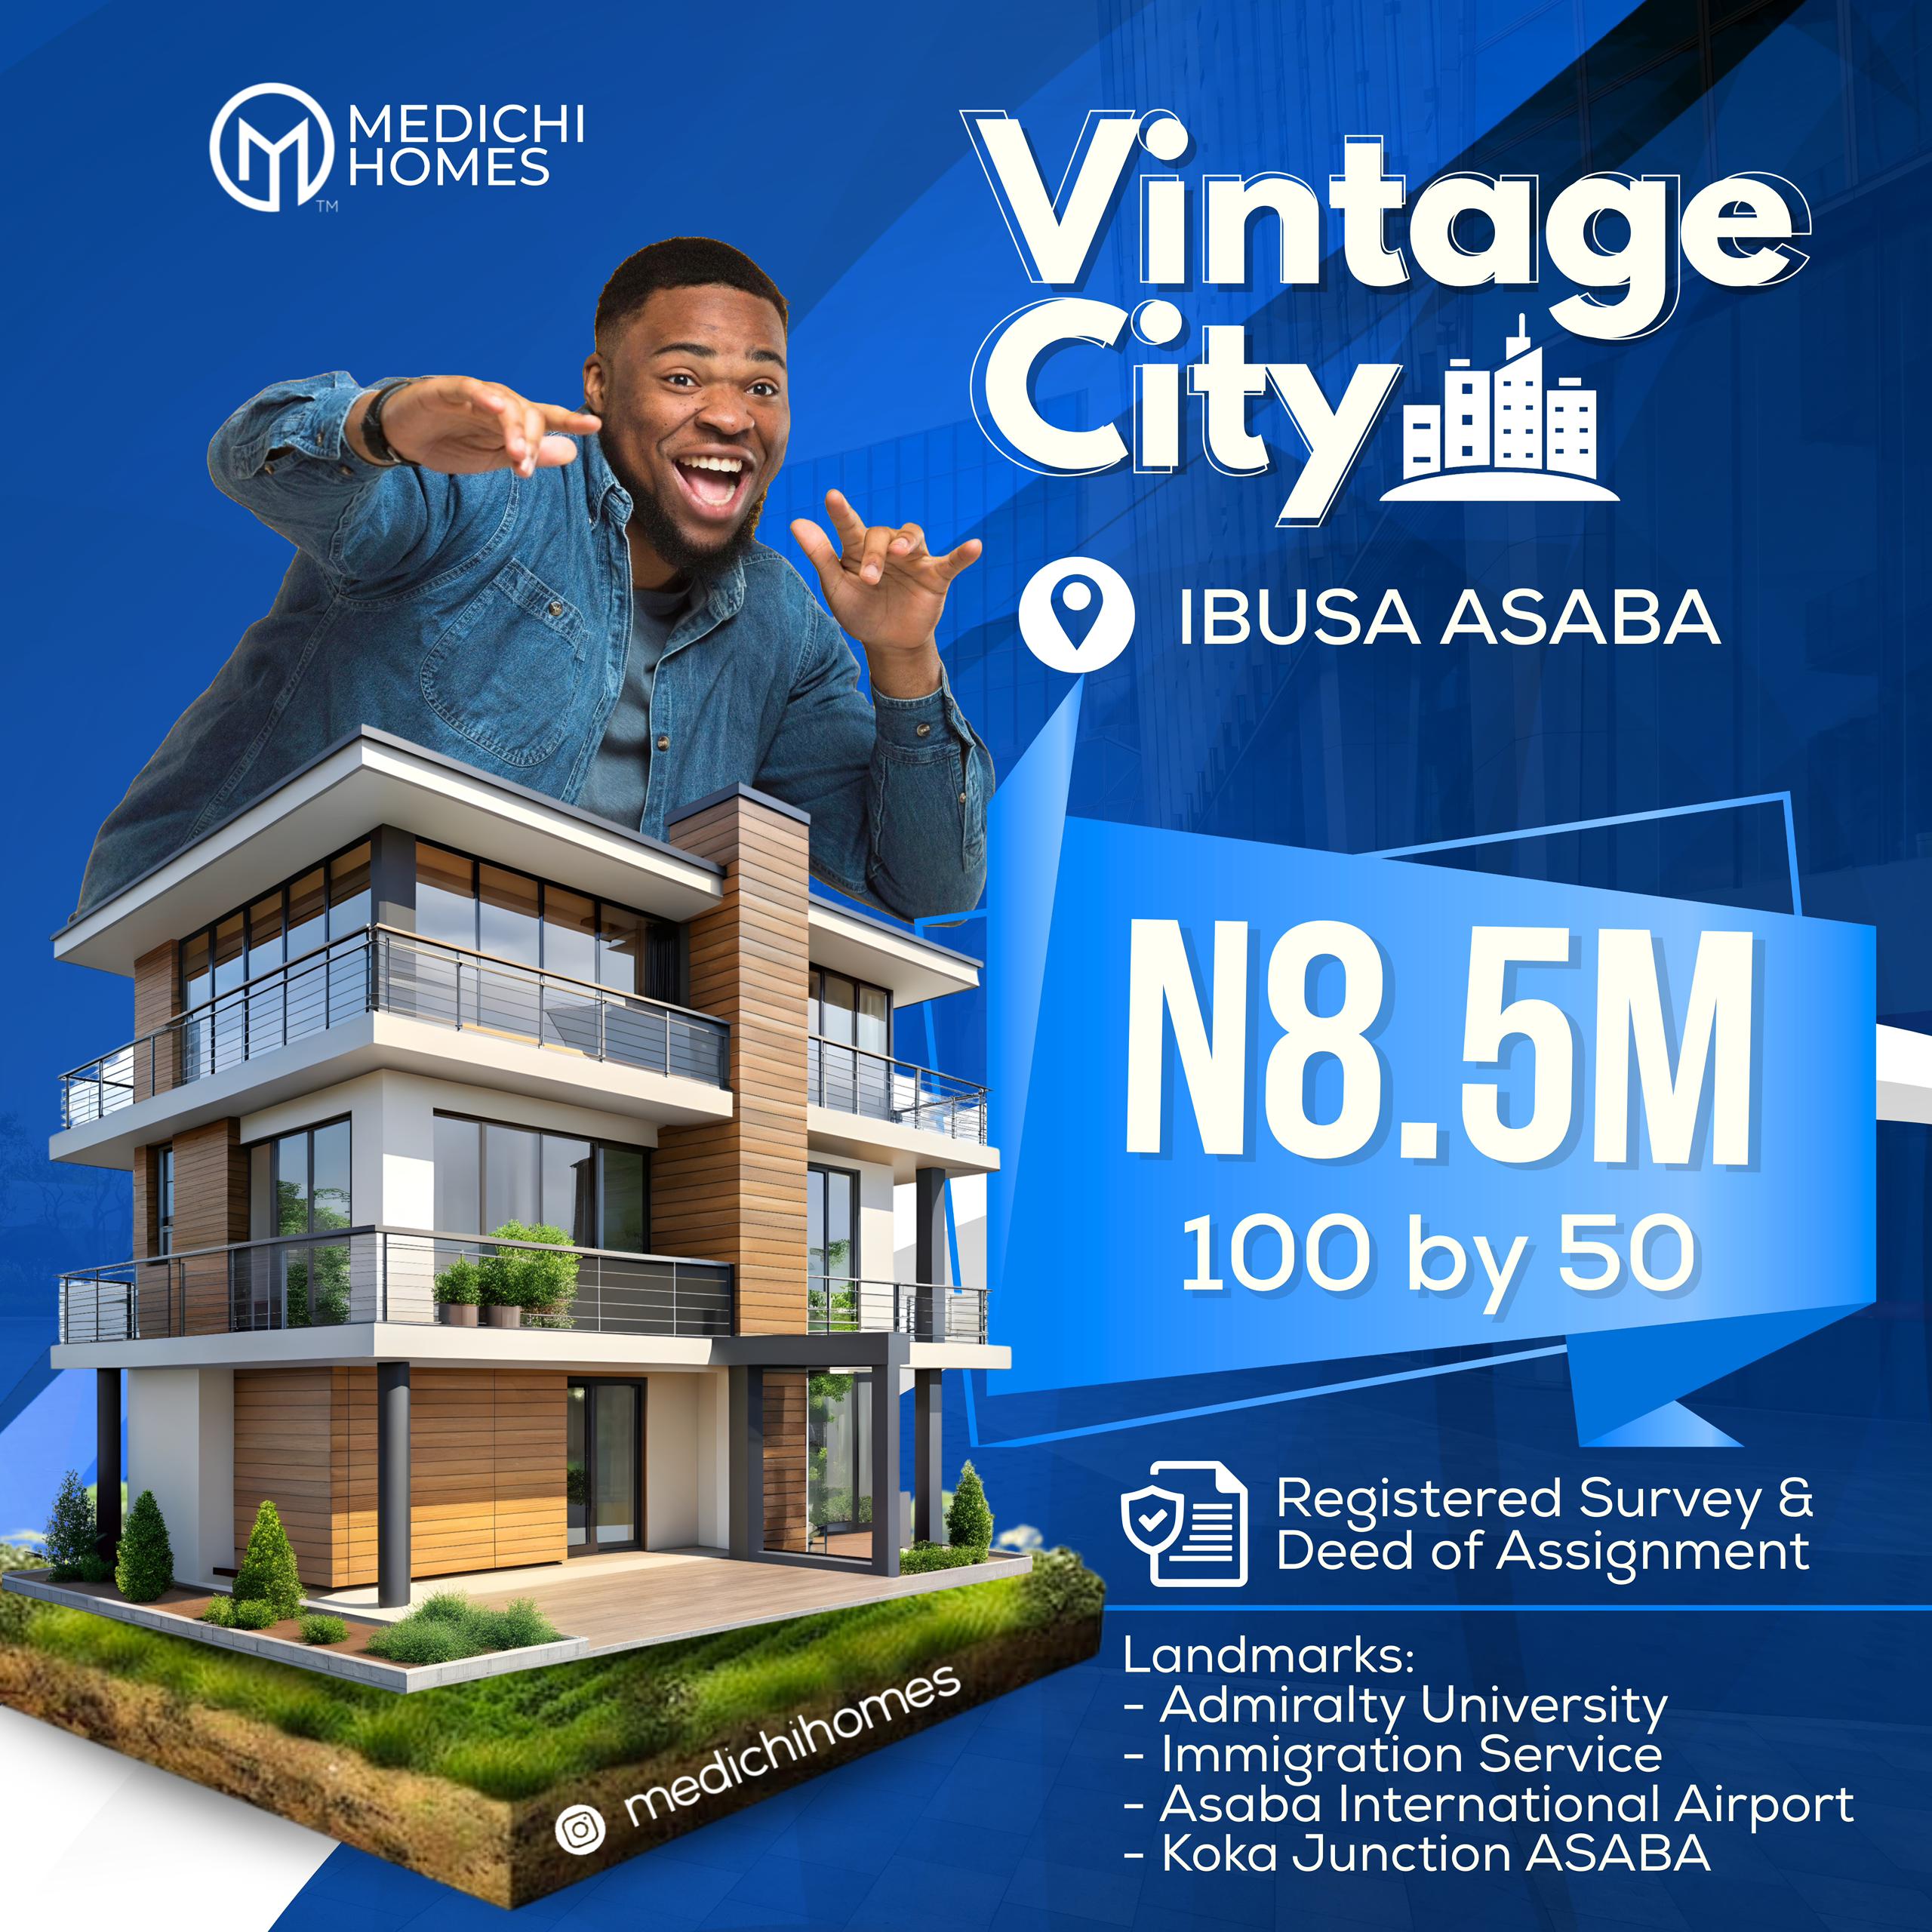 MEDICHI
HOMES
TM
Vintage
City
IBUSA ASABA
N8.5M
100 by 50
Registered Survey &
Deed of Assignment
Landmarks:
- Admiralty University
- Immigration Service
- Asaba International Airport
- Koka Junction ASABA
medichihomes